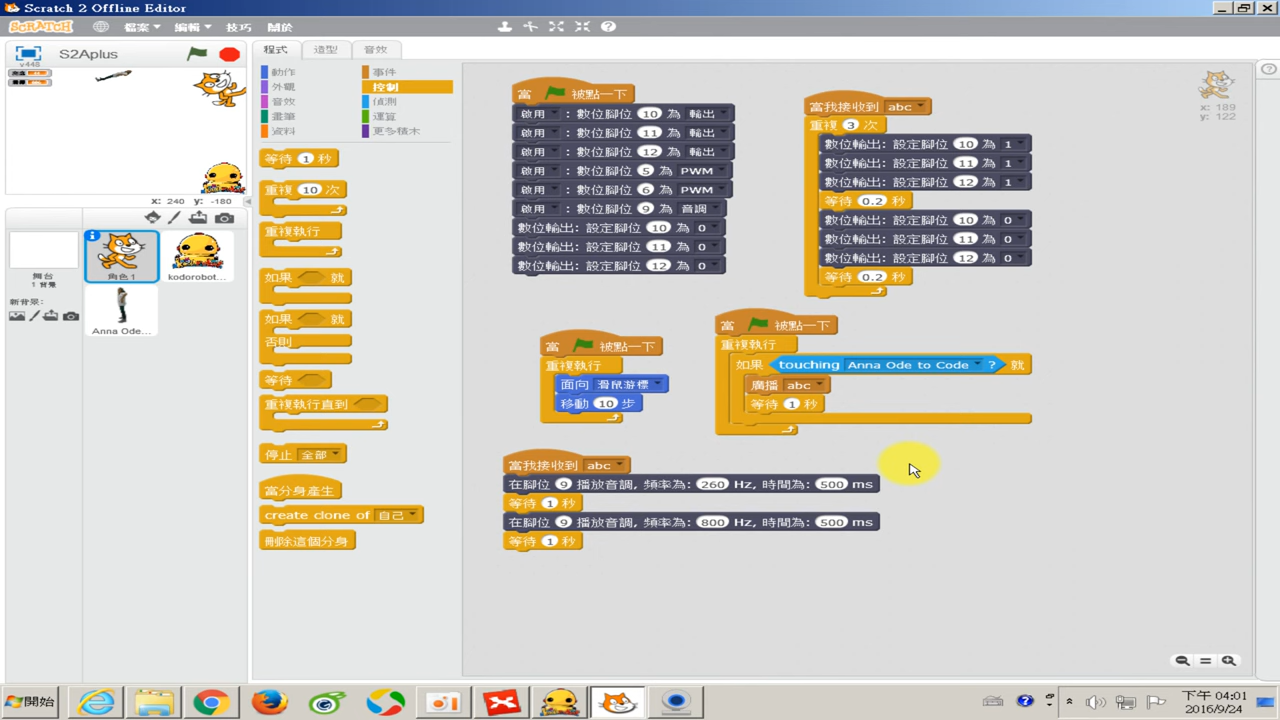 Scratch 2 Offline Editor
SCRATCH 檔案 編輯 技巧 關於
S2Aplus
v448
x: 240 y: -180
舞台
1 背景
角色 1
kodorobot...
新背景:
Anna Ode...
程式 造型 音效
動作 事件
外觀 控制
音效 偵測
畫筆 運算
資料 更多積木
等待 1 秒
重複 10 次
重複執行
如果 就
如果 就
否則
等待
重複執行直到
停止 全部
當分身產生
create clone of 自己
刪除這個分身
當 被點一下
啟用 : 數位腳位 10 為 輸出
啟用 : 數位腳位 11 為 輸出
啟用 : 數位腳位 12 為 輸出
啟用 : 數位腳位 5 為 PWM
啟用 : 數位腳位 6 為 PWM
啟用 : 數位腳位 9 為 音調
數位輸出: 設定腳位 10 為 0
數位輸出: 設定腳位 11 為 0
數位輸出: 設定腳位 12 為 0
當我接收到 abc
重複 3 次
數位輸出: 設定腳位 10 為 1
數位輸出: 設定腳位 11 為 1
數位輸出: 設定腳位 12 為 1
等待 0.2 秒
數位輸出: 設定腳位 10 為 0
數位輸出: 設定腳位 11 為 0
數位輸出: 設定腳位 12 為 0
等待 0.2 秒
當 被點一下
重複執行
面向 滑鼠游標
移動 10 步
當 被點一下
重複執行
如果 touching Anna Ode to Code ? 就
廣播 abc
等待 1 秒
當我接收到 abc
在腳位 9 播放音調, 頻率為: 260 Hz, 時間為: 500 ms
等待 1 秒
在腳位 9 播放音調, 頻率為: 800 Hz, 時間為: 500 ms
等待 1 秒
x: 189
y: 122
開始
下午 04:01
2016/9/24